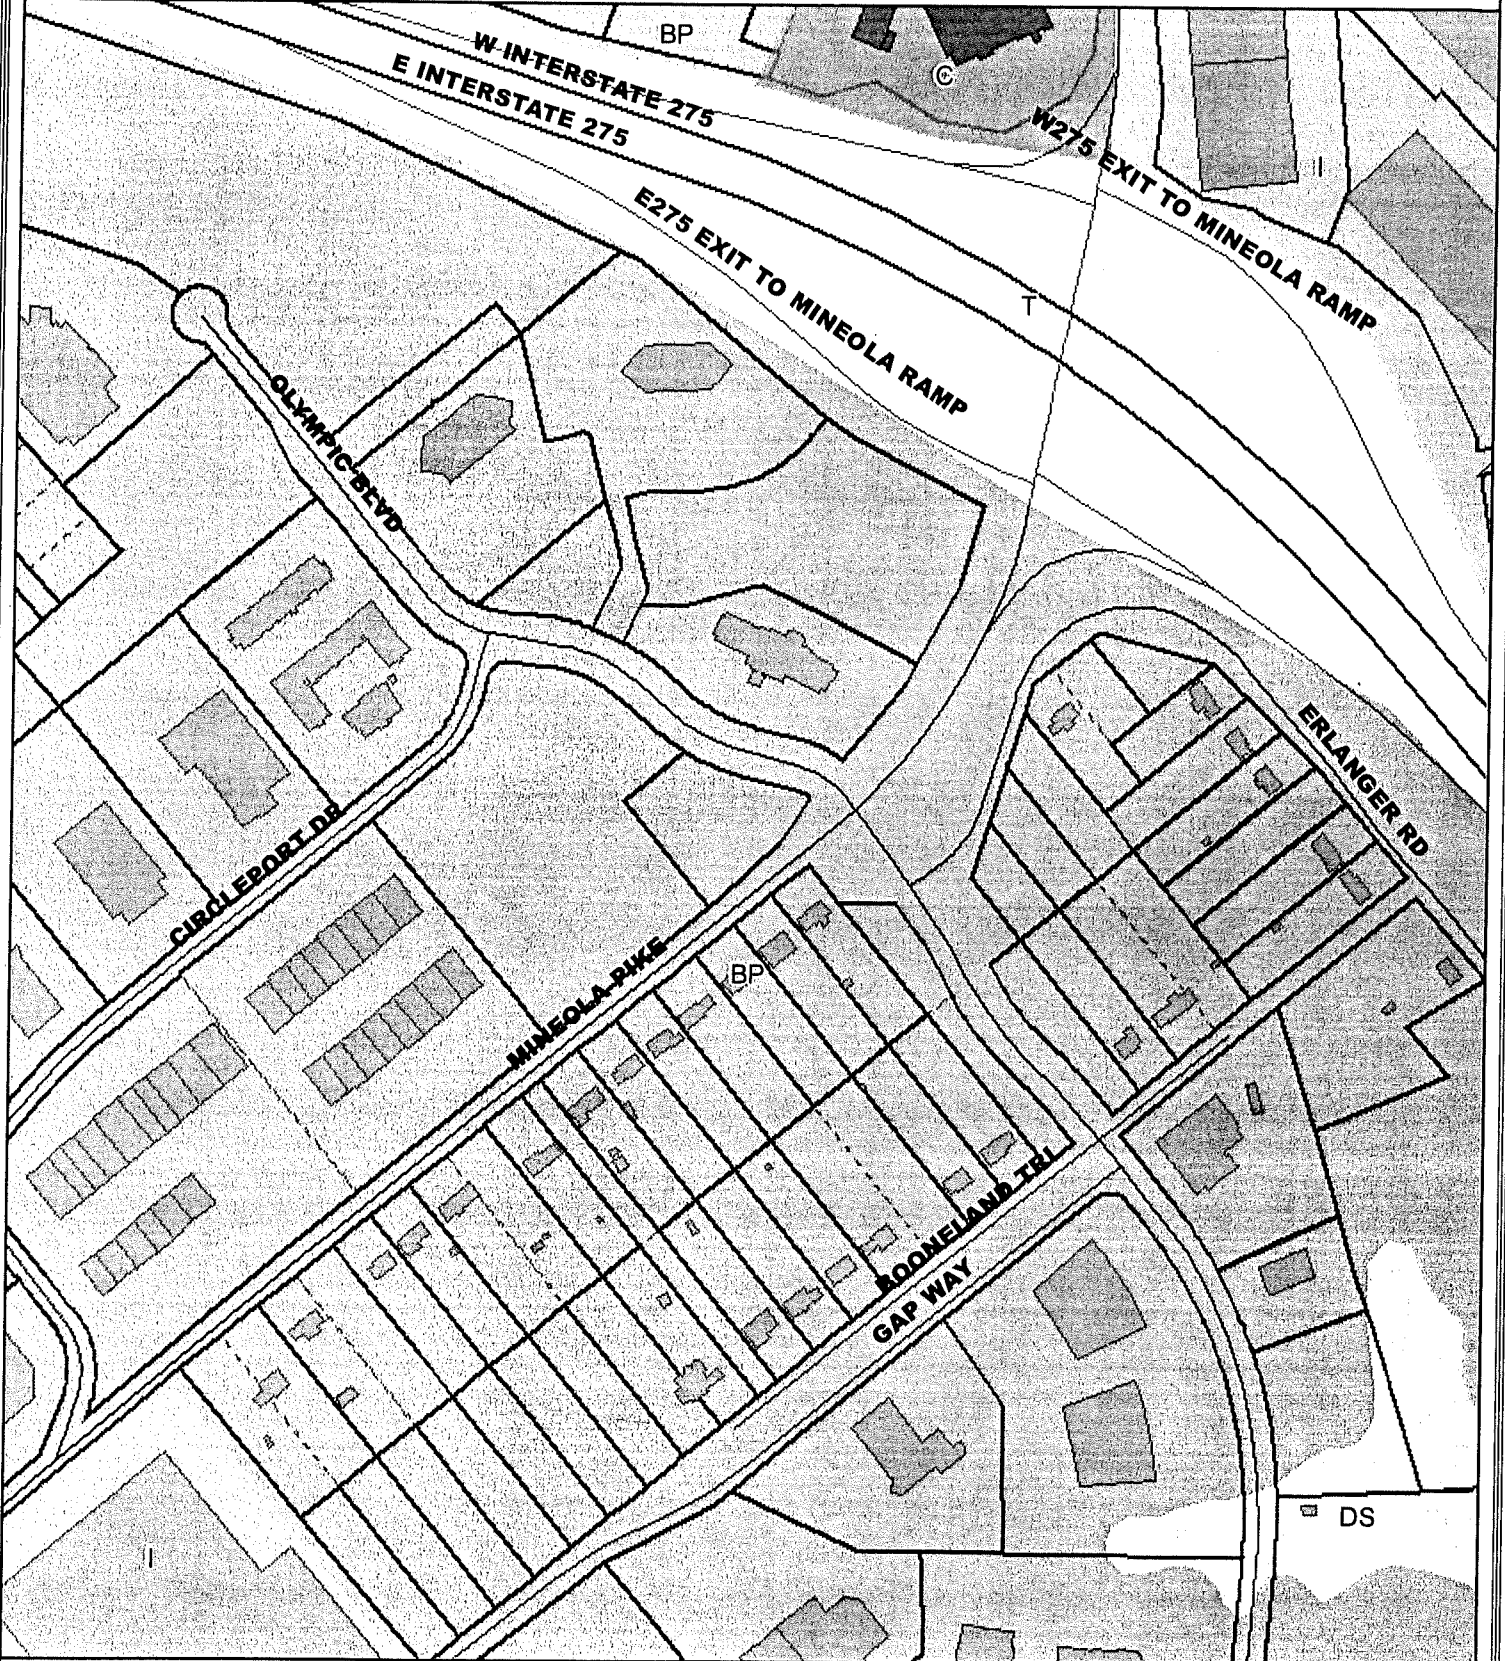 BP
W INTERSTATE 275
E INTERSTATE 275
C
W275 EXIT TO MINEOLA RAMP
I
E275 EXIT TO MINEOLA RAMP
T
OLYMPIC BLVD
ERLANGER RD
CIRCLEPORT DR
MINEOLA PIKE
BP
BOONELAND TRL
GAP WAY
DS
I